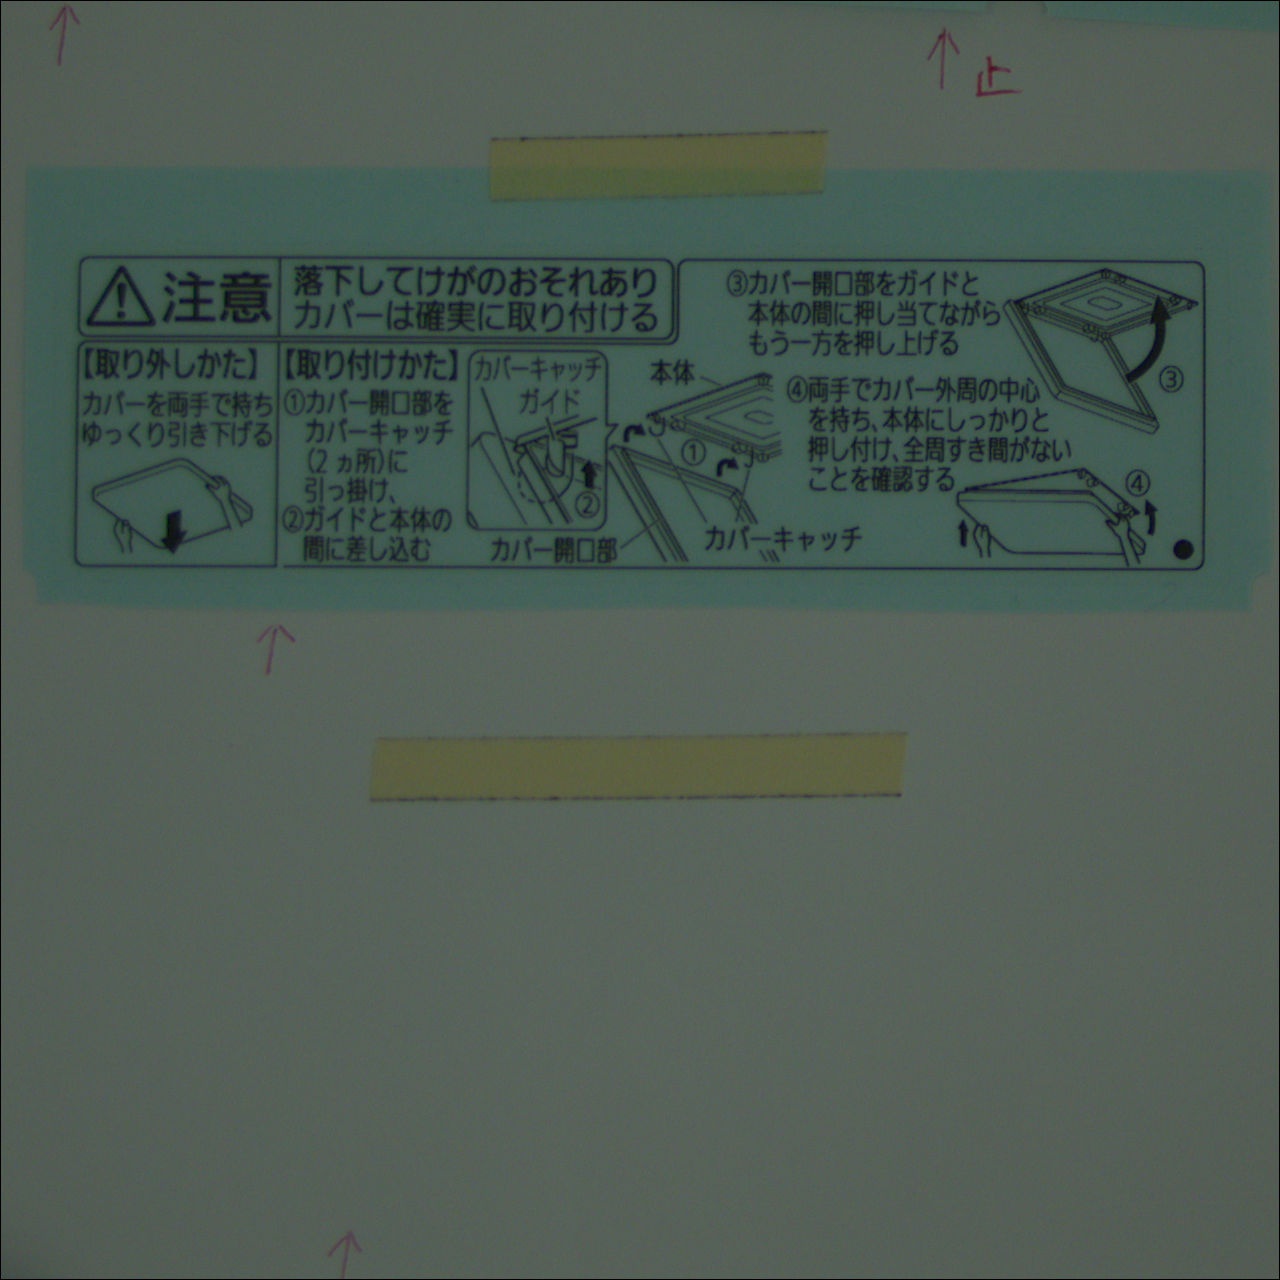 止
注意
落下してけがのおそれあり
カバーは確実に取り付ける
【取り外しかた】
カバーを両手で持ち
ゆっくり引き下げる
【取り付けかた】
①カバー開口部を
カバーキャッチ
(2ヵ所)に
引っ掛け、
②ガイドと本体の
間に差し込む
カバーキャッチ
ガイド
②
本体
①
カバー開口部
カバーキャッチ
③カバー開口部をガイドと
本体の間に押し当てながら
もう一方を押し上げる
③
④両手でカバー外周の中心
を持ち、本体にしっかりと
押し付け、全周すき間がない
ことを確認する
④